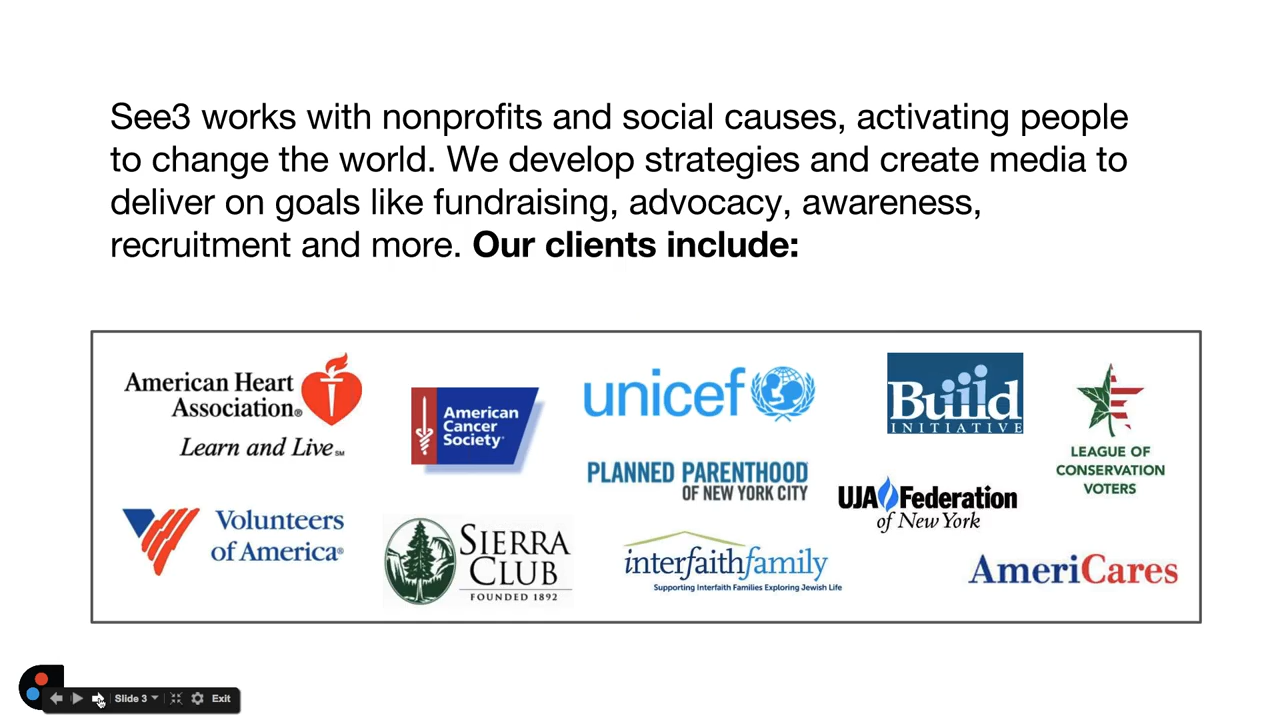 See3 works with nonprofits and social causes, activating people
to change the world. We develop strategies and create media to
deliver on goals like fundraising, advocacy, awareness,
recruitment and more. Our clients include:
American Heart
Association®
Learn and Live SM
American
Cancer
Society®
unicef
Build
INITIATIVE
LEAGUE OF
CONSERVATION
VOTERS
PLANNED PARENTHOOD
OF NEW YORK CITY
UJA Federation
of New York
Volunteers
of America®
SIERRA
CLUB
FOUNDED 1892
interfaithfamily
Supporting Interfaith Families Exploring Jewish Life
AmeriCares
Slide 3
Exit